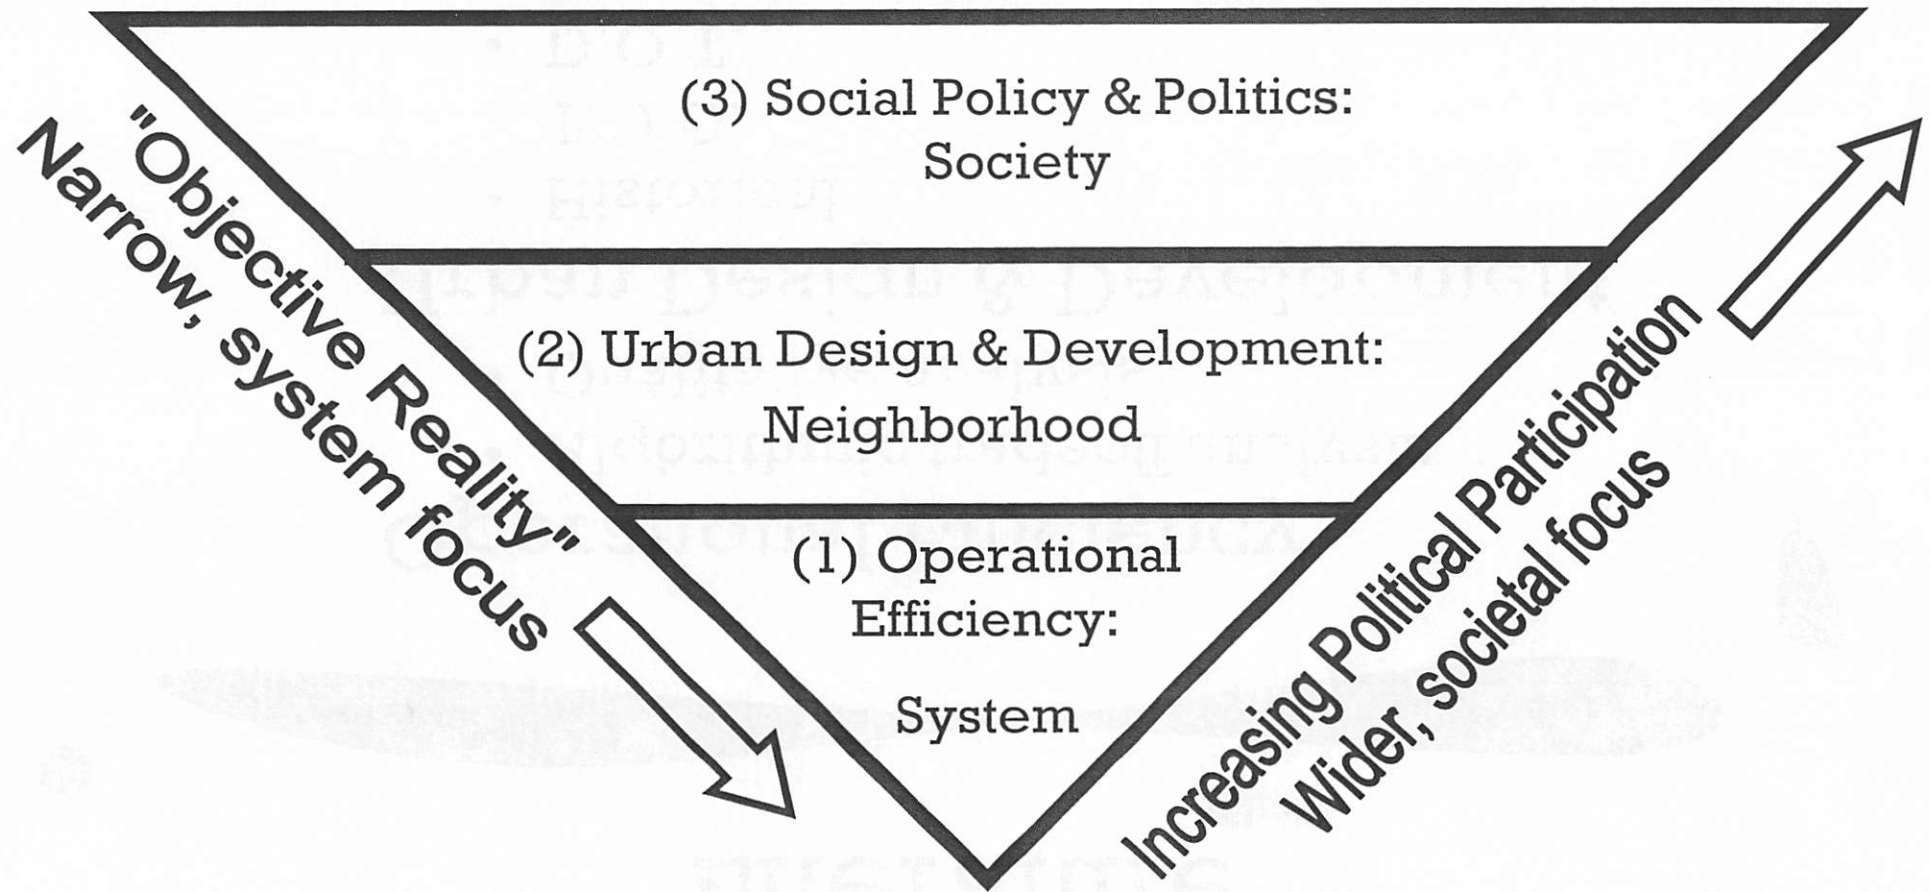 (3) Social Policy & Politics:
Society
(2) Urban Design & Development:
Neighborhood
(1) Operational
Efficiency:
System
"Objective Reality"
Narrow, system focus
Increasing Political Participation
Wider, societal focus